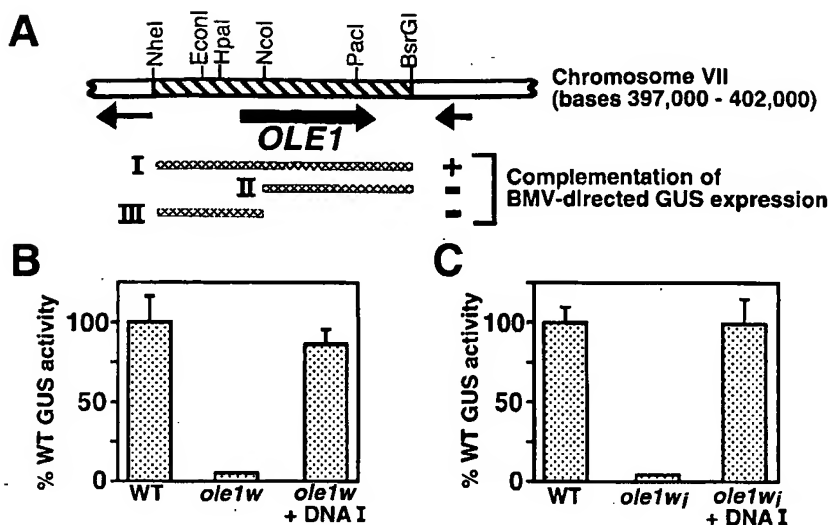 A
NheI
EconI
HpaI
NcoI
PacI
BsrGI
Chromosome VII
(bases 397,000 - 402,000)
OLE1
I
+
II
-
III
-
Complementation of
BMV-directed GUS expression
B
% WT GUS activity
100
50
0
WT
ole1w
ole1w
+ DNA I
C
% WT GUS activity
100
50
0
WT
ole1wi
ole1wi
+ DNA I